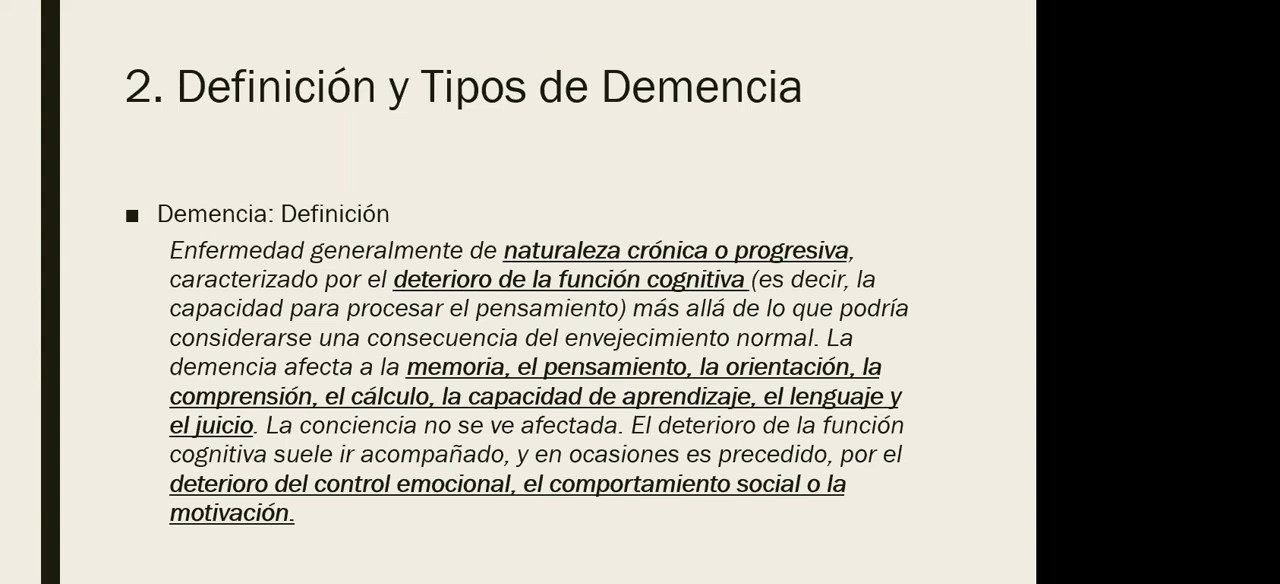 2. Definición y Tipos de Demencia
■ Demencia: Definición
Enfermedad generalmente de naturaleza crónica o progresiva,
caracterizado por el deterioro de la función cognitiva (es decir, la
capacidad para procesar el pensamiento) más allá de lo que podría
considerarse una consecuencia del envejecimiento normal. La
demencia afecta a la memoria, el pensamiento, la orientación, la
comprensión, el cálculo, la capacidad de aprendizaje, el lenguaje y
el juicio. La conciencia no se ve afectada. El deterioro de la función
cognitiva suele ir acompañado, y en ocasiones es precedido, por el
deterioro del control emocional, el comportamiento social o la
motivación.